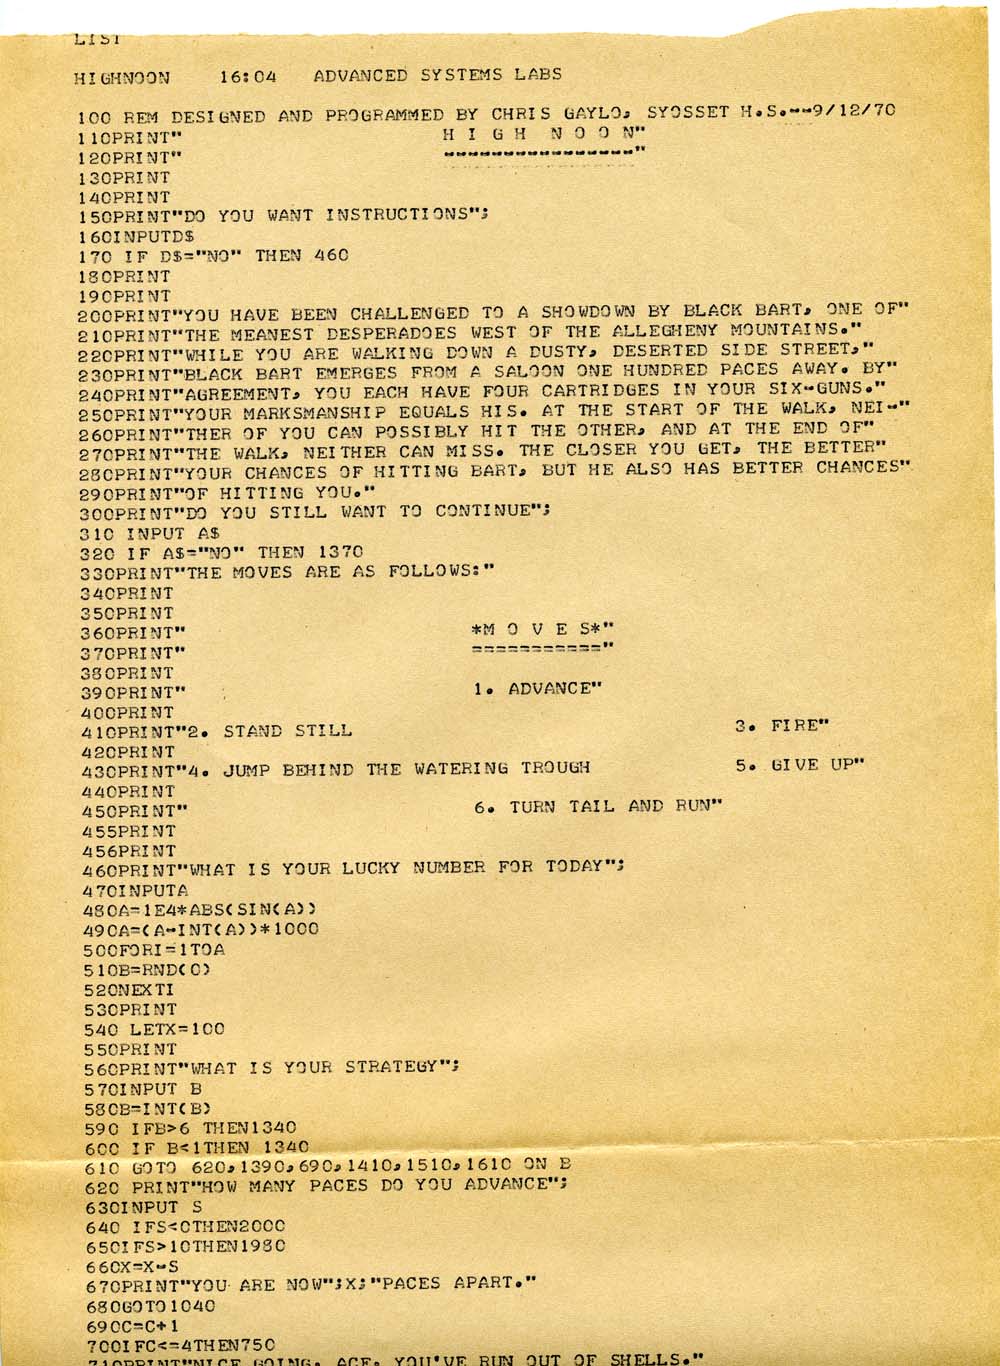 LIST
HIGHNOON 16:04 ADVANCED SYSTEMS LABS
100 REM DESIGNED AND PROGRAMMED BY CHRIS GAYLO, SYOSSET H.S.--9/12/70
110PRINT" H I G H  N O O N"
120PRINT" ----------------"
130PRINT
140PRINT
150PRINT"DO YOU WANT INSTRUCTIONS";
160INPUTD$
170 IF D$="NO" THEN 460
180PRINT
190PRINT
200PRINT"YOU HAVE BEEN CHALLENGED TO A SHOWDOWN BY BLACK BART, ONE OF"
210PRINT"THE MEANEST DESPERADOES WEST OF THE ALLEGHENY MOUNTAINS."
220PRINT"WHILE YOU ARE WALKING DOWN A DUSTY, DESERTED SIDE STREET,"
230PRINT"BLACK BART EMERGES FROM A SALOON ONE HUNDRED PACES AWAY. BY"
240PRINT"AGREEMENT, YOU EACH HAVE FOUR CARTRIDGES IN YOUR SIX-GUNS."
250PRINT"YOUR MARKSMANSHIP EQUALS HIS. AT THE START OF THE WALK, NEI-"
260PRINT"THER OF YOU CAN POSSIBLY HIT THE OTHER, AND AT THE END OF"
270PRINT"THE WALK, NEITHER CAN MISS. THE CLOSER YOU GET, THE BETTER"
280PRINT"YOUR CHANCES OF HITTING BART, BUT HE ALSO HAS BETTER CHANCES"
290PRINT"OF HITTING YOU."
300PRINT"DO YOU STILL WANT TO CONTINUE";
310 INPUT A$
320 IF A$="NO" THEN 1370
330PRINT"THE MOVES ARE AS FOLLOWS:"
340PRINT
350PRINT
360PRINT" *M O V E S*"
370PRINT" ==========="
380PRINT
390PRINT" 1. ADVANCE"
400PRINT
410PRINT"2. STAND STILL 3. FIRE"
420PRINT
430PRINT"4. JUMP BEHIND THE WATERING TROUGH 5. GIVE UP"
440PRINT
450PRINT" 6. TURN TAIL AND RUN"
455PRINT
456PRINT
460PRINT"WHAT IS YOUR LUCKY NUMBER FOR TODAY";
470INPUTA
480A=1E4*ABS(SIN(A))
490A=(A-INT(A))*1000
500FORI=1TOA
510B=RND(0)
520NEXTI
530PRINT
540 LETX=100
550PRINT
560PRINT"WHAT IS YOUR STRATEGY";
570INPUT B
580B=INT(B)
590 IFB>6 THEN1340
600 IF B<1THEN 1340
610 GOTO 620,1390,690,1410,1510,1610 ON B
620 PRINT"HOW MANY PACES DO YOU ADVANCE";
630INPUT S
640 IFS<0THEN2000
650IFS>10THEN1980
660X=X-S
670PRINT"YOU ARE NOW";X;"PACES APART."
680GOTO1040
690C=C+1
700IFC<=4THEN750
710PRINT"NICE GOING, ACE, YOU'VE RUN OUT OF SHELLS."